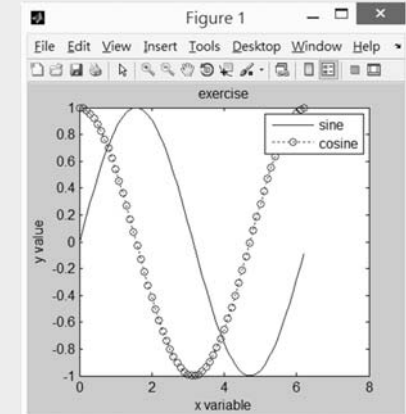 Figure 1
File Edit View Insert Tools Desktop Window Help
exercise
sine
cosine
y value
1
0.8
0.6
0.4
0.2
0
-0.2
-0.4
-0.6
-0.8
-1
0 2 4 6 8
x variable